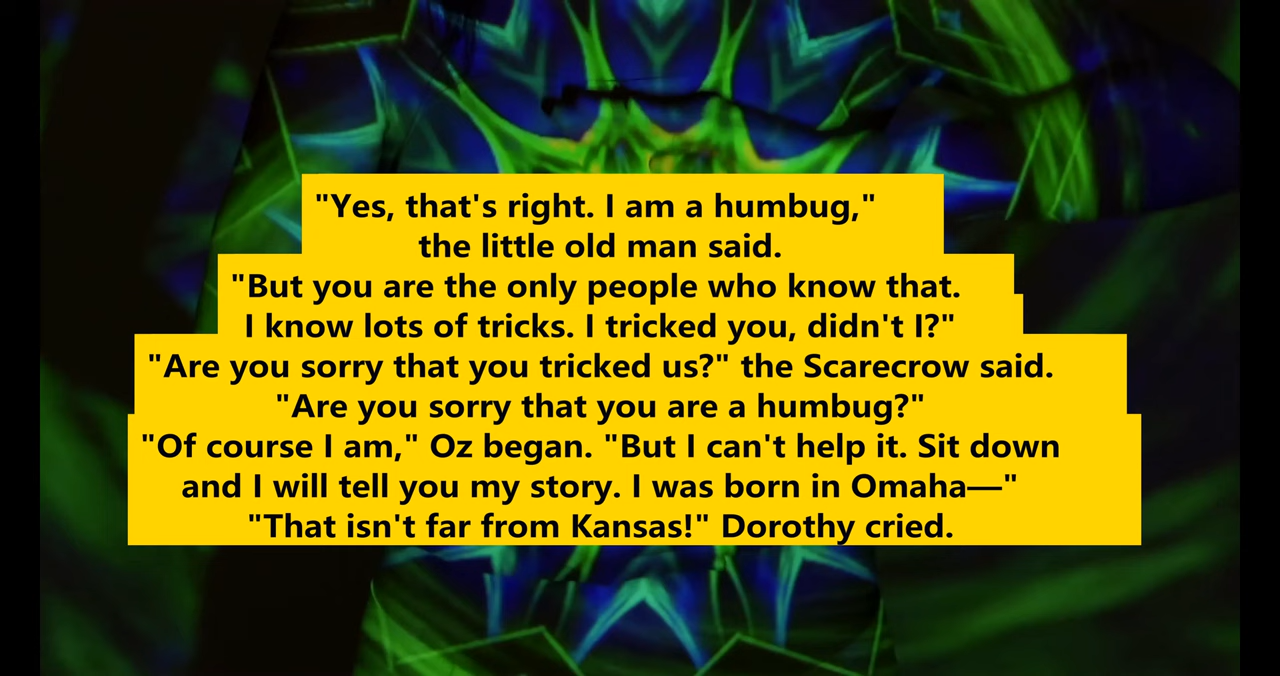 "Yes, that's right. I am a humbug,"
the little old man said.
"But you are the only people who know that.
I know lots of tricks. I tricked you, didn't I?"
"Are you sorry that you tricked us?" the Scarecrow said.
"Are you sorry that you are a humbug?"
"Of course I am," Oz began. "But I can't help it. Sit down
and I will tell you my story. I was born in Omaha—"
"That isn't far from Kansas!" Dorothy cried.